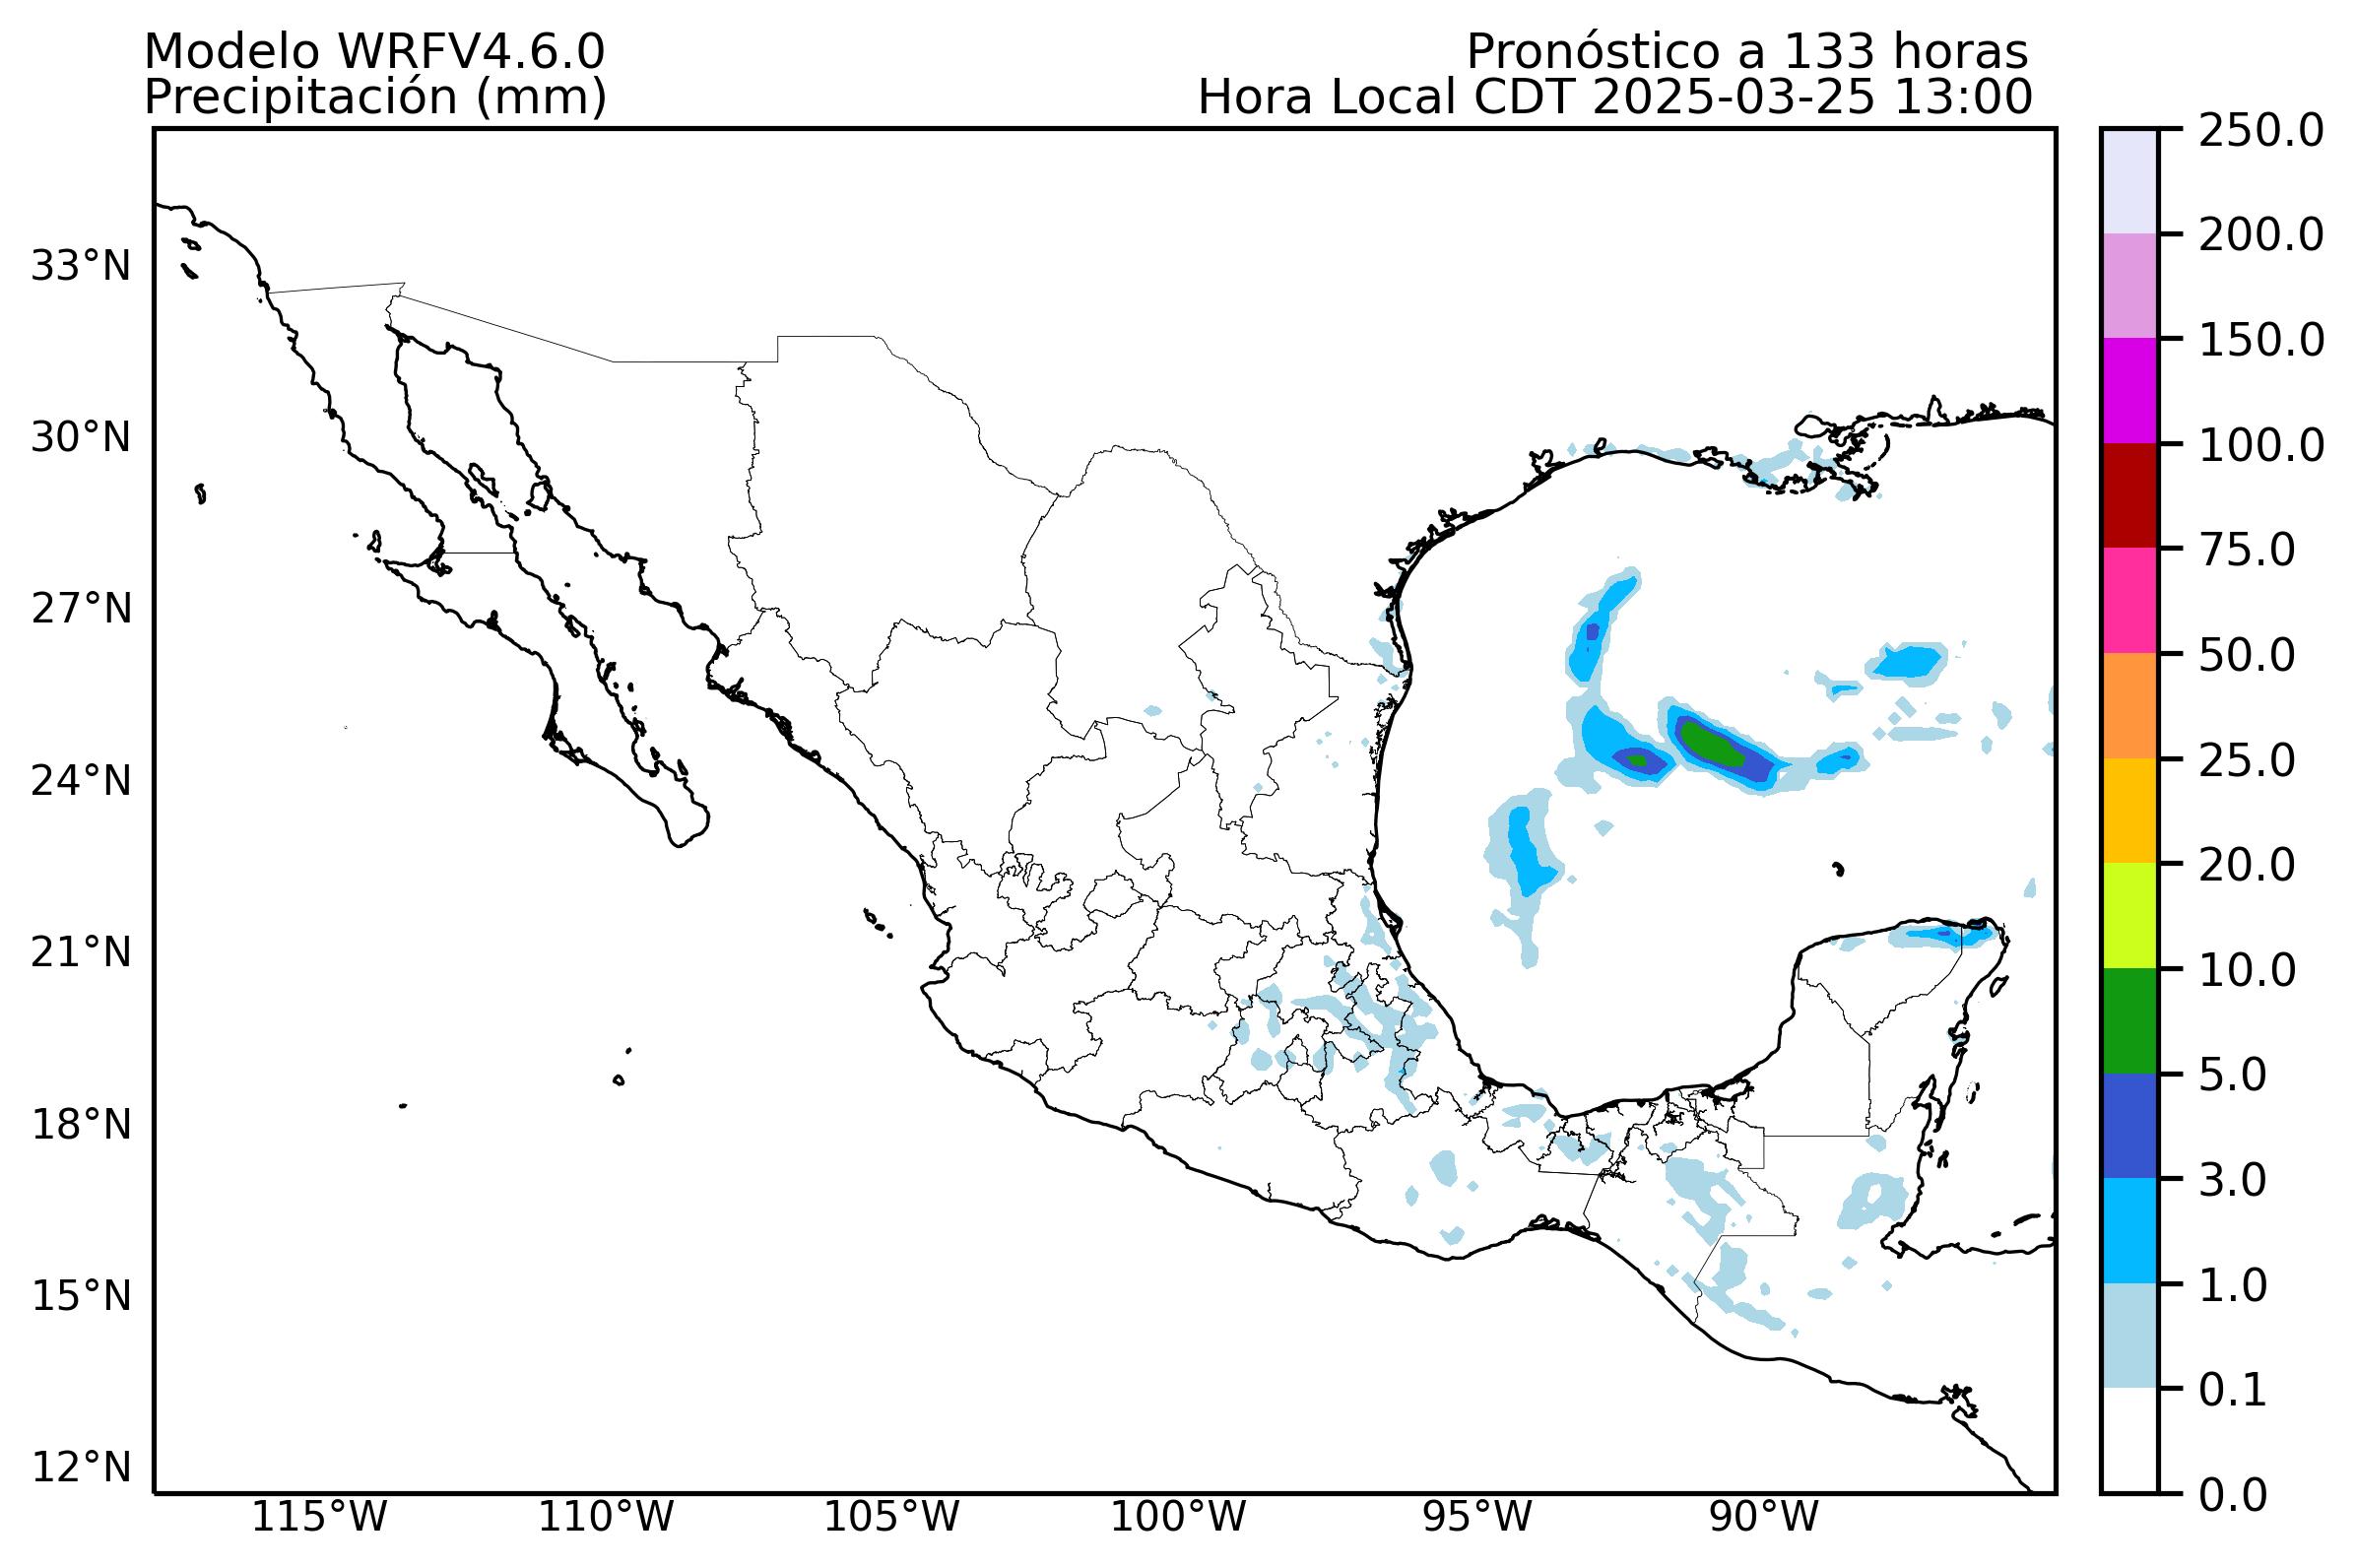 Modelo WRFV4.6.0
Precipitación (mm)
Pronóstico a 133 horas
Hora Local CDT 2025-03-25 13:00
33°N
30°N
27°N
24°N
21°N
18°N
15°N
12°N
115°W
110°W
105°W
100°W
95°W
90°W
250.0
200.0
150.0
100.0
75.0
50.0
25.0
20.0
10.0
5.0
3.0
1.0
0.1
0.0